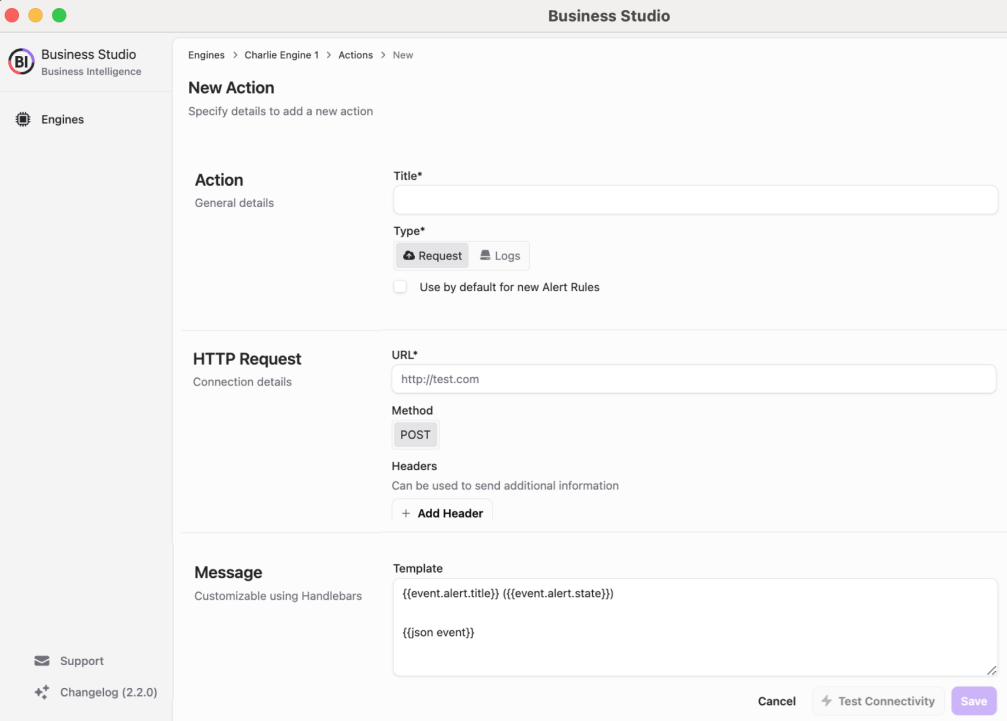 Business Studio
BI
Business Studio
Business Intelligence
Engines
Engines > Charlie Engine 1 > Actions > New
New Action
Specify details to add a new action
Action
General details
Title*
Type*
Request
Logs
Use by default for new Alert Rules
HTTP Request
Connection details
URL*
http://test.com
Method
POST
Headers
Can be used to send additional information
+ Add Header
Message
Customizable using Handlebars
Template
{{event.alert.title}} ({{event.alert.state}})
{{json event}}
Support
Changelog (2.2.0)
Cancel
Test Connectivity
Save